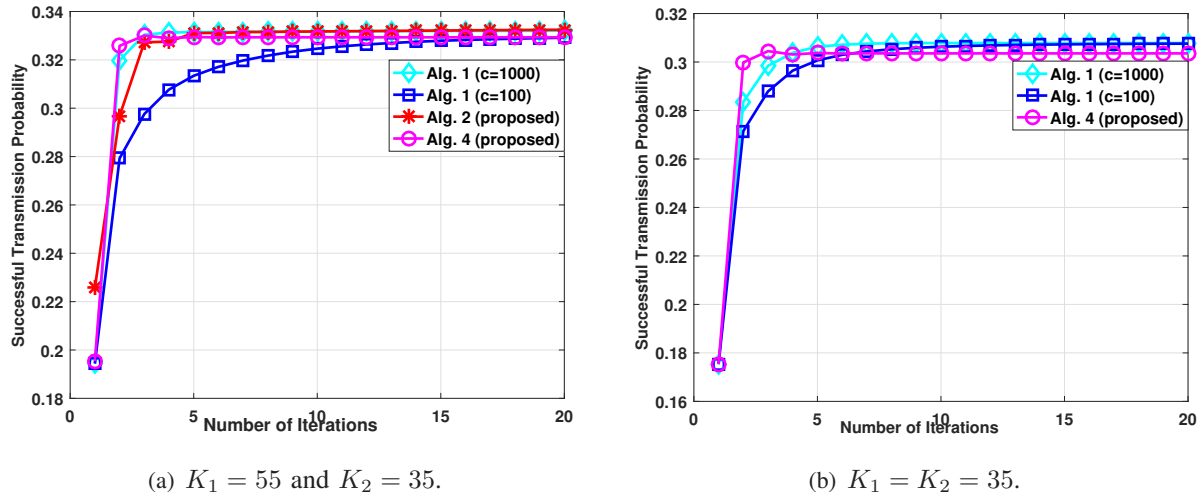 0.34
0.32
0.3
0.28
0.26
0.24
0.22
0.2
0.18
Successful Transmission Probability
0 5 10 15 20
Number of Iterations
Alg. 1 (c=1000)
Alg. 1 (c=100)
Alg. 2 (proposed)
Alg. 4 (proposed)
(a) K₁ = 55 and K₂ = 35.
0.32
0.3
0.28
0.26
0.24
0.22
0.2
0.18
0.16
Successful Transmission Probability
0 5 10 15 20
Number of Iterations
Alg. 1 (c=1000)
Alg. 1 (c=100)
Alg. 4 (proposed)
(b) K₁ = K₂ = 35.